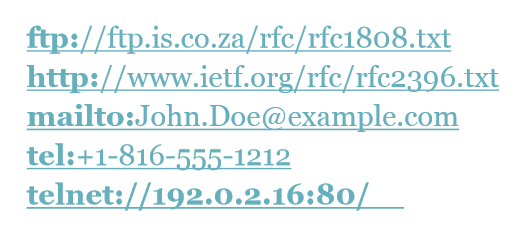 ftp://ftp.is.co.za/rfc/rfc1808.txt
http://www.ietf.org/rfc/rfc2396.txt
mailto:John.Doe@example.com
tel:+1-816-555-1212
telnet://192.0.2.16:80/